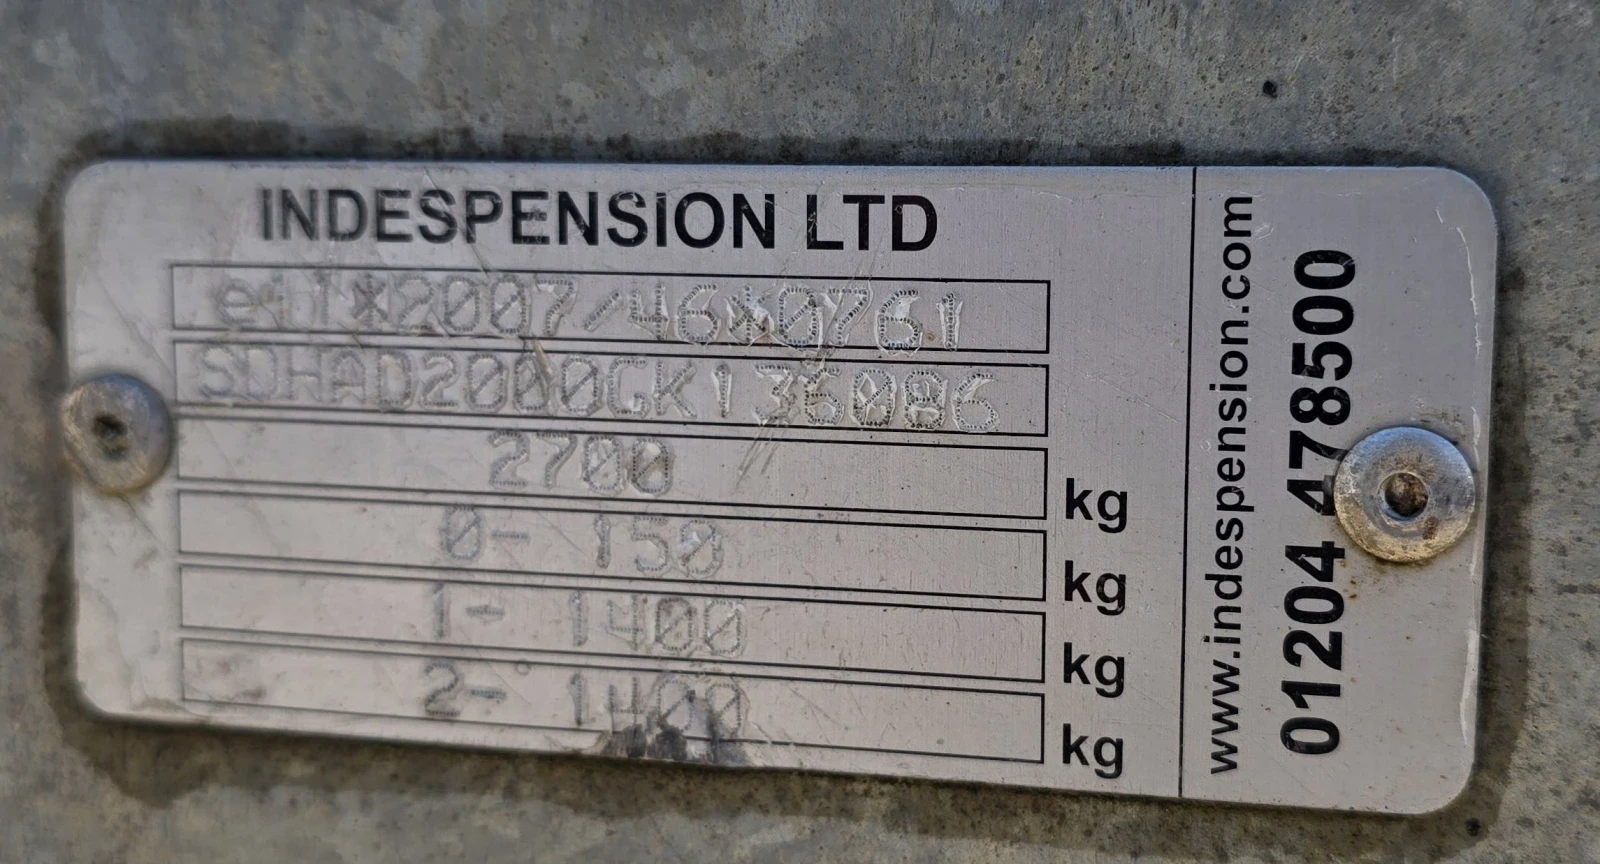 INDESPENSION LTD
e11*2007/46*0761
2700 kg
0- 150 kg
1- 1400 kg
2- 1400 kg
www.indespension.com
01204 478500